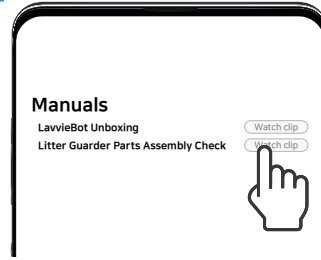 Manuals
LavvieBot Unboxing Watch clip
Litter Guarder Parts Assembly Check Watch clip